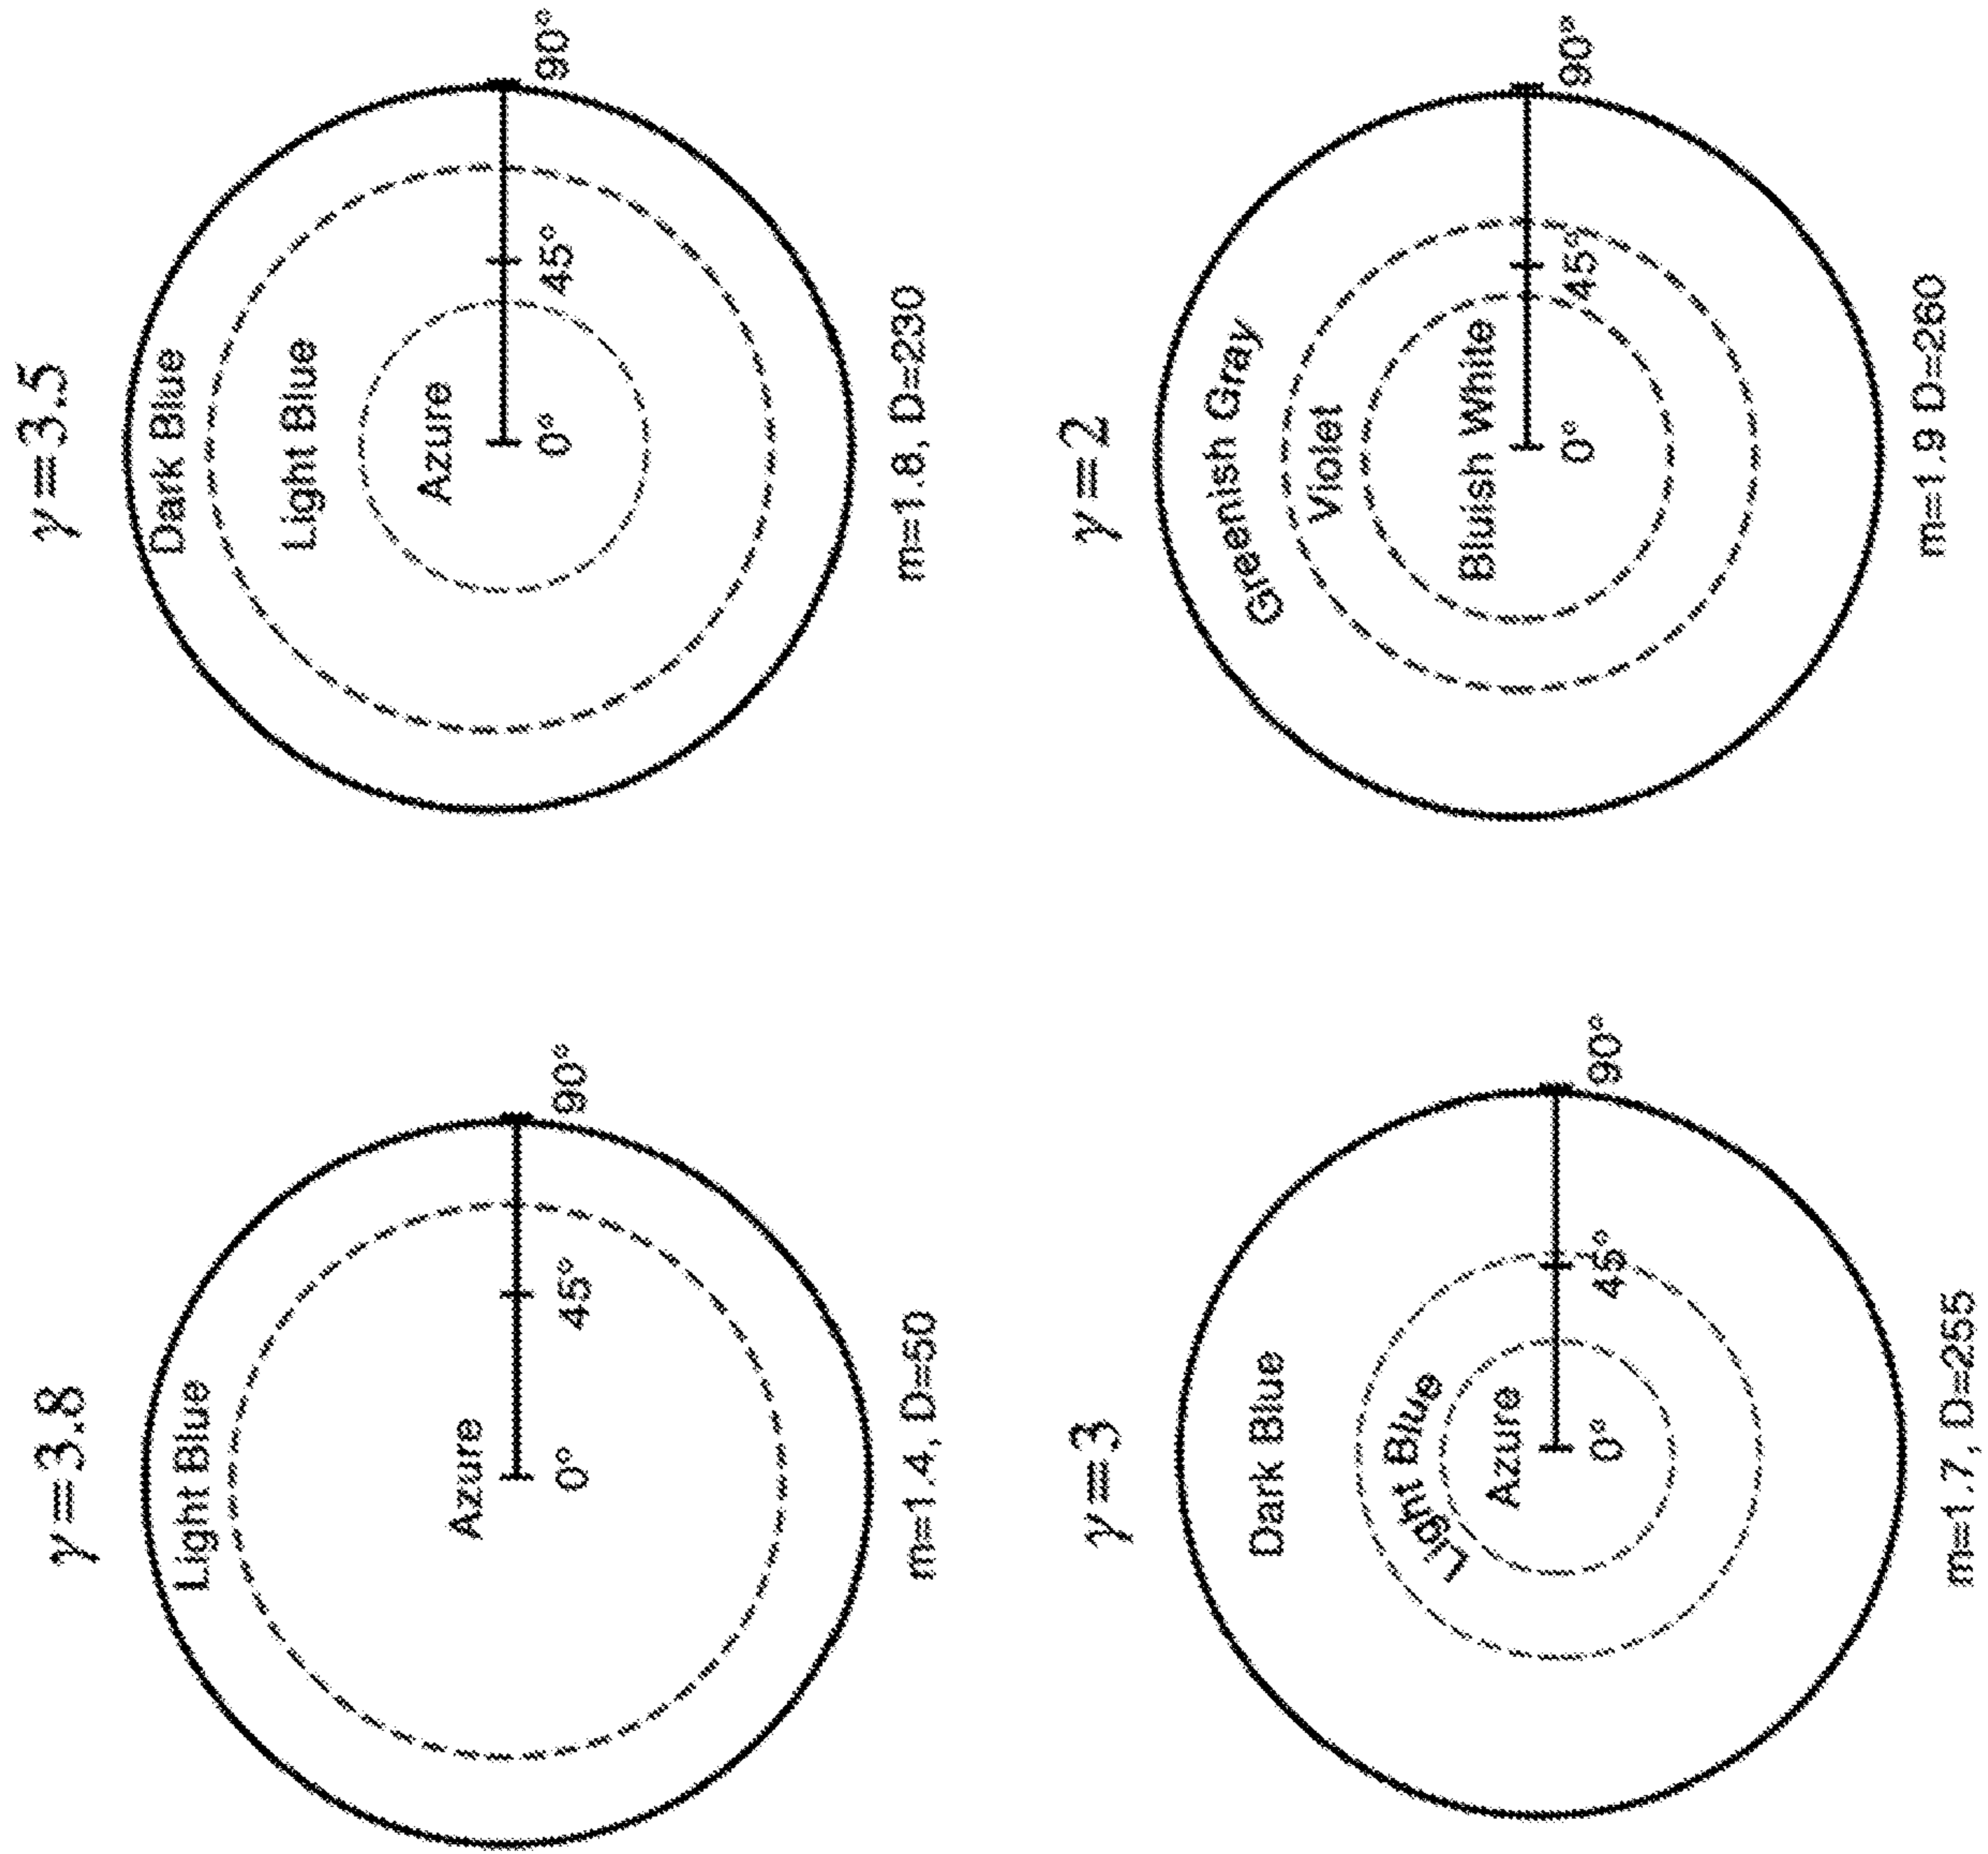 γ=3.8
Light Blue
Azure
0° 45° 90°
m=1.4, D=50
γ=3.5
Dark Blue
Light Blue
Azure
0° 45° 90°
m=1.8, D=230
γ=3
Dark Blue
Light Blue
Azure
0° 45° 90°
m=1.7, D=255
γ=2
Greenish Gray
Violet
Bluish White
0° 45° 90°
m=1.9 D=260